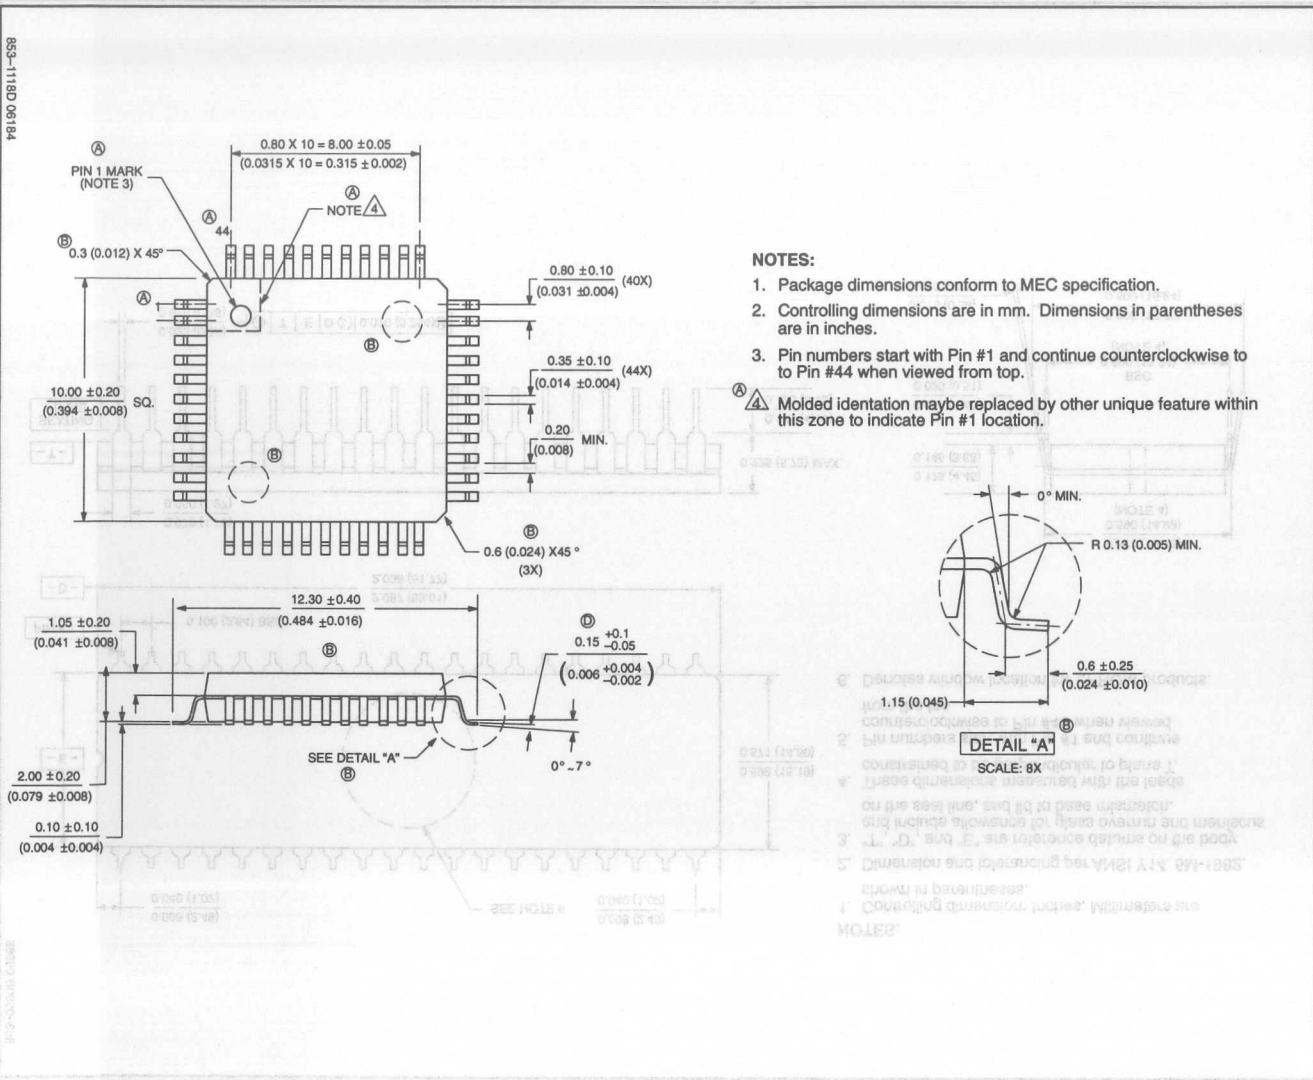 853–1118D 06184
0.80 X 10 = 8.00 ±0.05
(0.0315 X 10 = 0.315 ±0.002)
A
PIN 1 MARK
(NOTE 3)
A
NOTE 4
A
44
B
0.3 (0.012) X 45°
A
1
0.80 ±0.10
(0.031 ±0.004)
(40X)
B
0.35 ±0.10
(0.014 ±0.004)
(44X)
10.00 ±0.20
(0.394 ±0.008)
SQ.
0.20
(0.008)
MIN.
B
B
0.6 (0.024) X45 °
(3X)
NOTES:
1. Package dimensions conform to MEC specification.
2. Controlling dimensions are in mm. Dimensions in parentheses
are in inches.
3. Pin numbers start with Pin #1 and continue counterclockwise to
to Pin #44 when viewed from top.
A
4 Molded identation maybe replaced by other unique feature within
this zone to indicate Pin #1 location.
0° MIN.
R 0.13 (0.005) MIN.
0.6 ±0.25
(0.024 ±0.010)
1.15 (0.045)
B
DETAIL "A"
SCALE: 8X
12.30 ±0.40
(0.484 ±0.016)
1.05 ±0.20
(0.041 ±0.008)
B
D
0.15 +0.1 –0.05
(0.006 +0.004 –0.002)
SEE DETAIL "A"
B
0° ~7 °
2.00 ±0.20
(0.079 ±0.008)
0.10 ±0.10
(0.004 ±0.004)